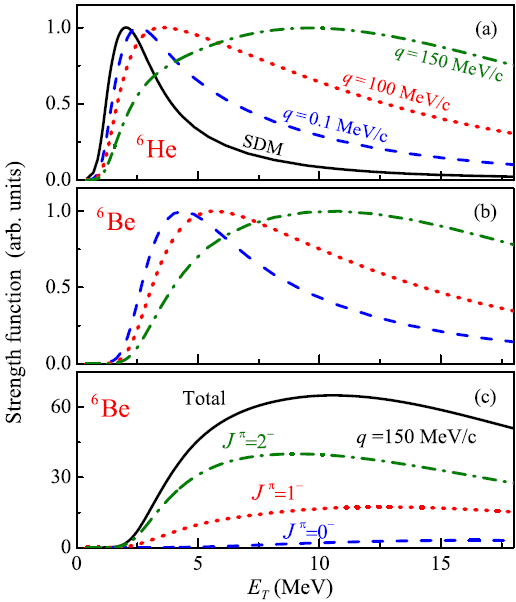 (a)
1.0
q = 150 MeV/c
q = 100 MeV/c
0.5
q = 0.1 MeV/c
SDM
⁶He
0.0
Strength function (arb. units)
(b)
⁶Be
1.0
0.5
0.0
(c)
⁶Be
Total
60
q =150 MeV/c
Jπ=2⁻
30
Jπ=1⁻
Jπ=0⁻
0
0 5 10 15
E_T (MeV)